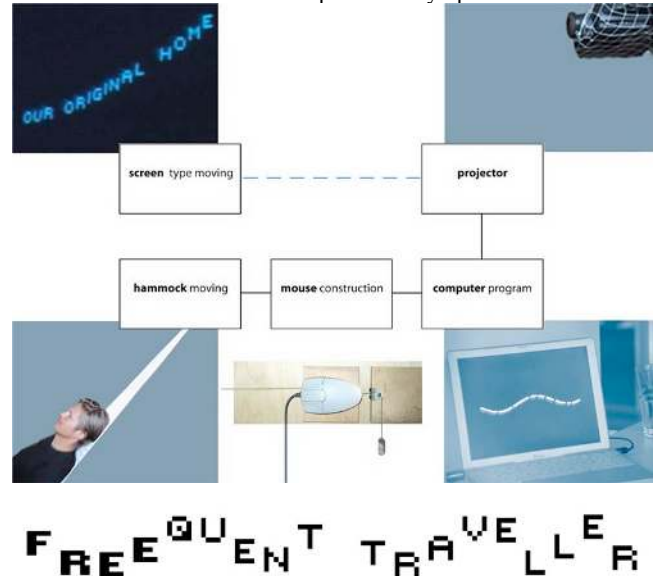 OUR ORIGINAL HOME
screen type moving
projector
hammock moving
mouse construction
computer program
FREEQUENT TRAVELLER